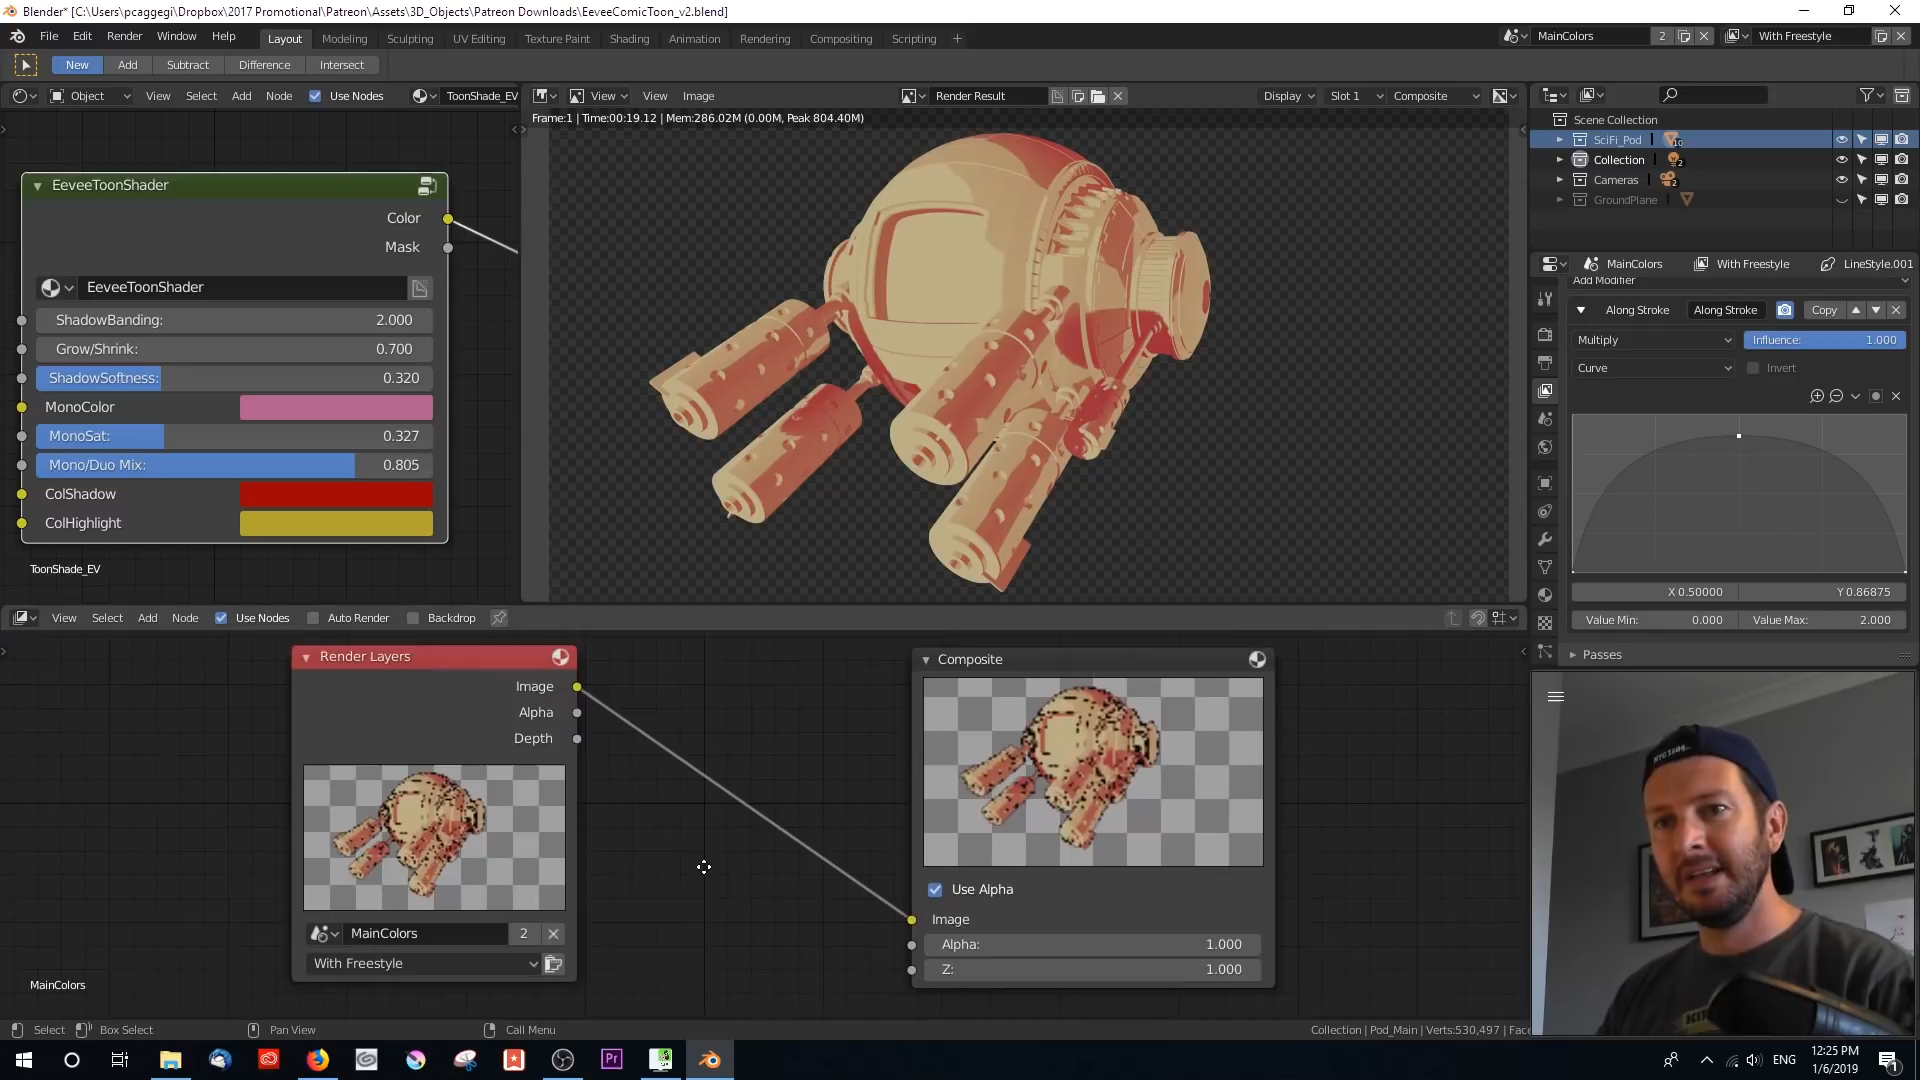 Blender* [C:\Users\pcaggegi\Dropbox\2017 Promotional\Patreon\Assets\3D_Objects\Patreon Downloads\EeveeComicToon_v2.blend]
File Edit Render Window Help Layout Modeling Sculpting UV Editing Texture Paint Shading Animation Rendering Compositing Scripting + MainColors 2 With Freestyle
New Add Subtract Difference Intersect
Object View Select Add Node Use Nodes ToonShade_EV
View View Image Render Result Display Slot 1 Composite
Frame:1 | Time:00:19.12 | Mem:286.02M (0.00M, Peak 804.40M)
EeveeToonShader
Color
Mask
EeveeToonShader
ShadowBanding: 2.000
Grow/Shrink: 0.700
ShadowSoftness: 0.320
MonoColor
MonoSat: 0.327
Mono/Duo Mix: 0.805
ColShadow
ColHighlight
ToonShade_EV
Scene Collection
SciFi_Pod 10
Collection 2
Cameras 2
GroundPlane
MainColors With Freestyle LineStyle.001
Add Modifier
Along Stroke Along Stroke Copy
Multiply Influence: 1.000
Curve Invert
X 0.50000 Y 0.86875
Value Min: 0.000 Value Max: 2.000
Passes
View Select Add Node Use Nodes Auto Render Backdrop
Render Layers
Image
Alpha
Depth
MainColors 2
With Freestyle
Composite
Use Alpha
Image
Alpha: 1.000
Z: 1.000
MainColors
Select Box Select Pan View Call Menu Collection | Pod_Main | Verts:530,497 | Face
Pr ENG 12:25 PM
1/6/2019 1